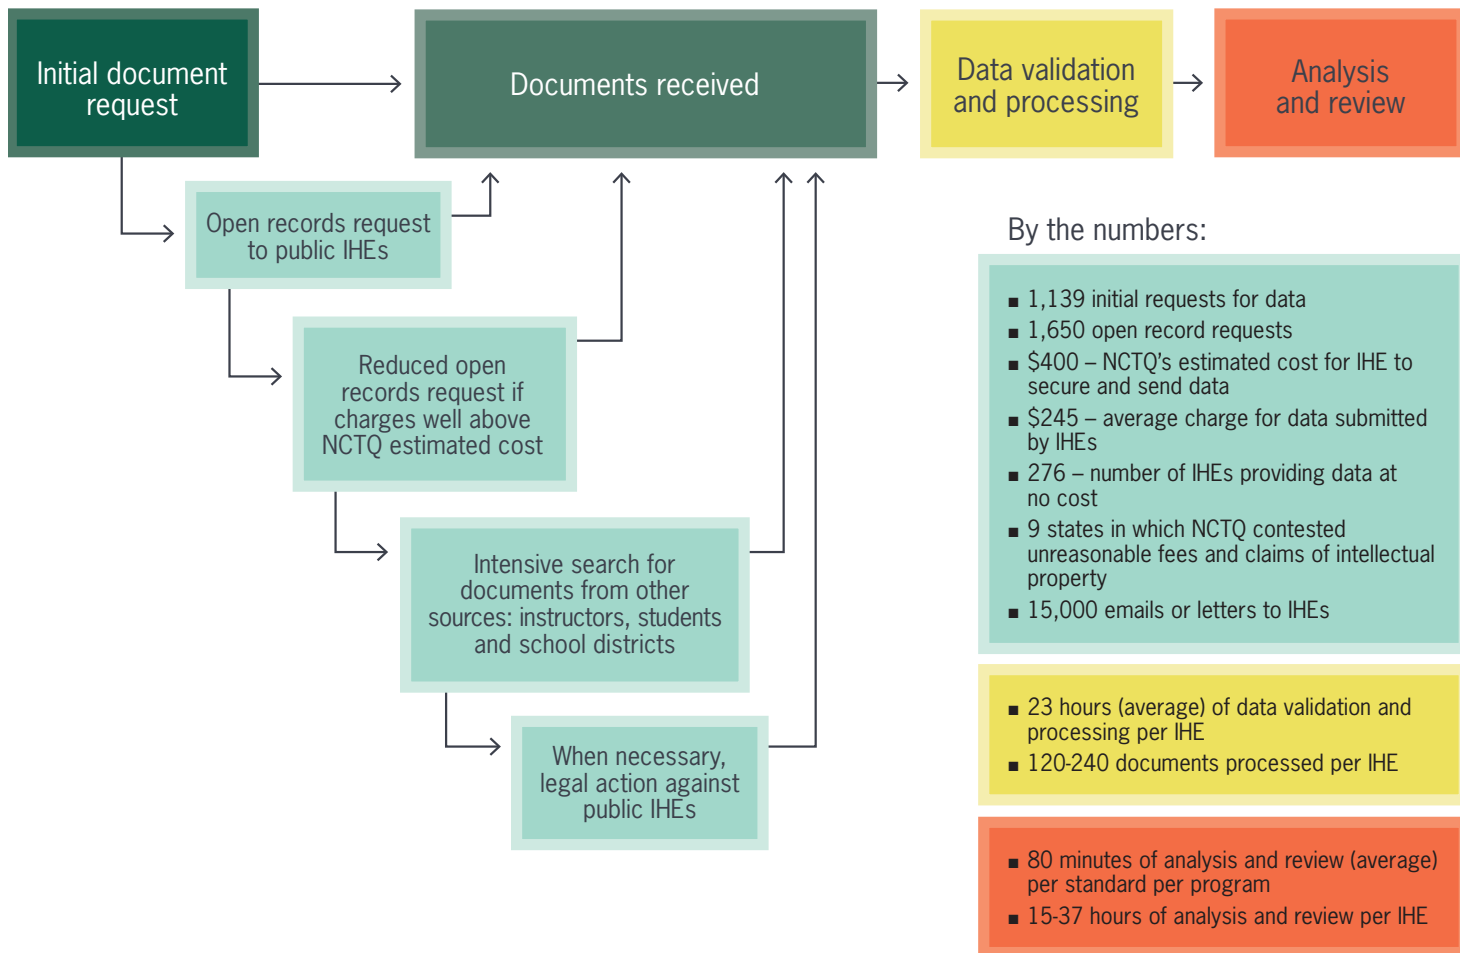 Initial document
request
Documents received
Data validation
and processing
Analysis
and review
Open records request
to public IHEs
Reduced open
records request if
charges well above
NCTQ estimated cost
Intensive search for
documents from other
sources: instructors, students
and school districts
When necessary,
legal action against
public IHEs
By the numbers:
■ 1,139 initial requests for data
■ 1,650 open record requests
■ $400 – NCTQ's estimated cost for IHE to
secure and send data
■ $245 – average charge for data submitted
by IHEs
■ 276 – number of IHEs providing data at
no cost
■ 9 states in which NCTQ contested
unreasonable fees and claims of intellectual
property
■ 15,000 emails or letters to IHEs
■ 23 hours (average) of data validation and
processing per IHE
■ 120-240 documents processed per IHE
■ 80 minutes of analysis and review (average)
per standard per program
■ 15-37 hours of analysis and review per IHE